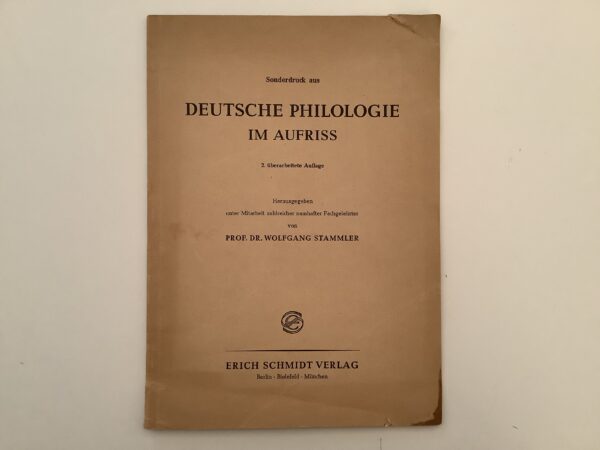 Sonderdruck aus
DEUTSCHE PHILOLOGIE
IM AUFRISS
2. überarbeitete Auflage
Herausgegeben
unter Mitarbeit zahlreicher namhafter Fachgelehrter
von
PROF. DR. WOLFGANG STAMMLER
ERICH SCHMIDT VERLAG
Berlin - Bielefeld - München